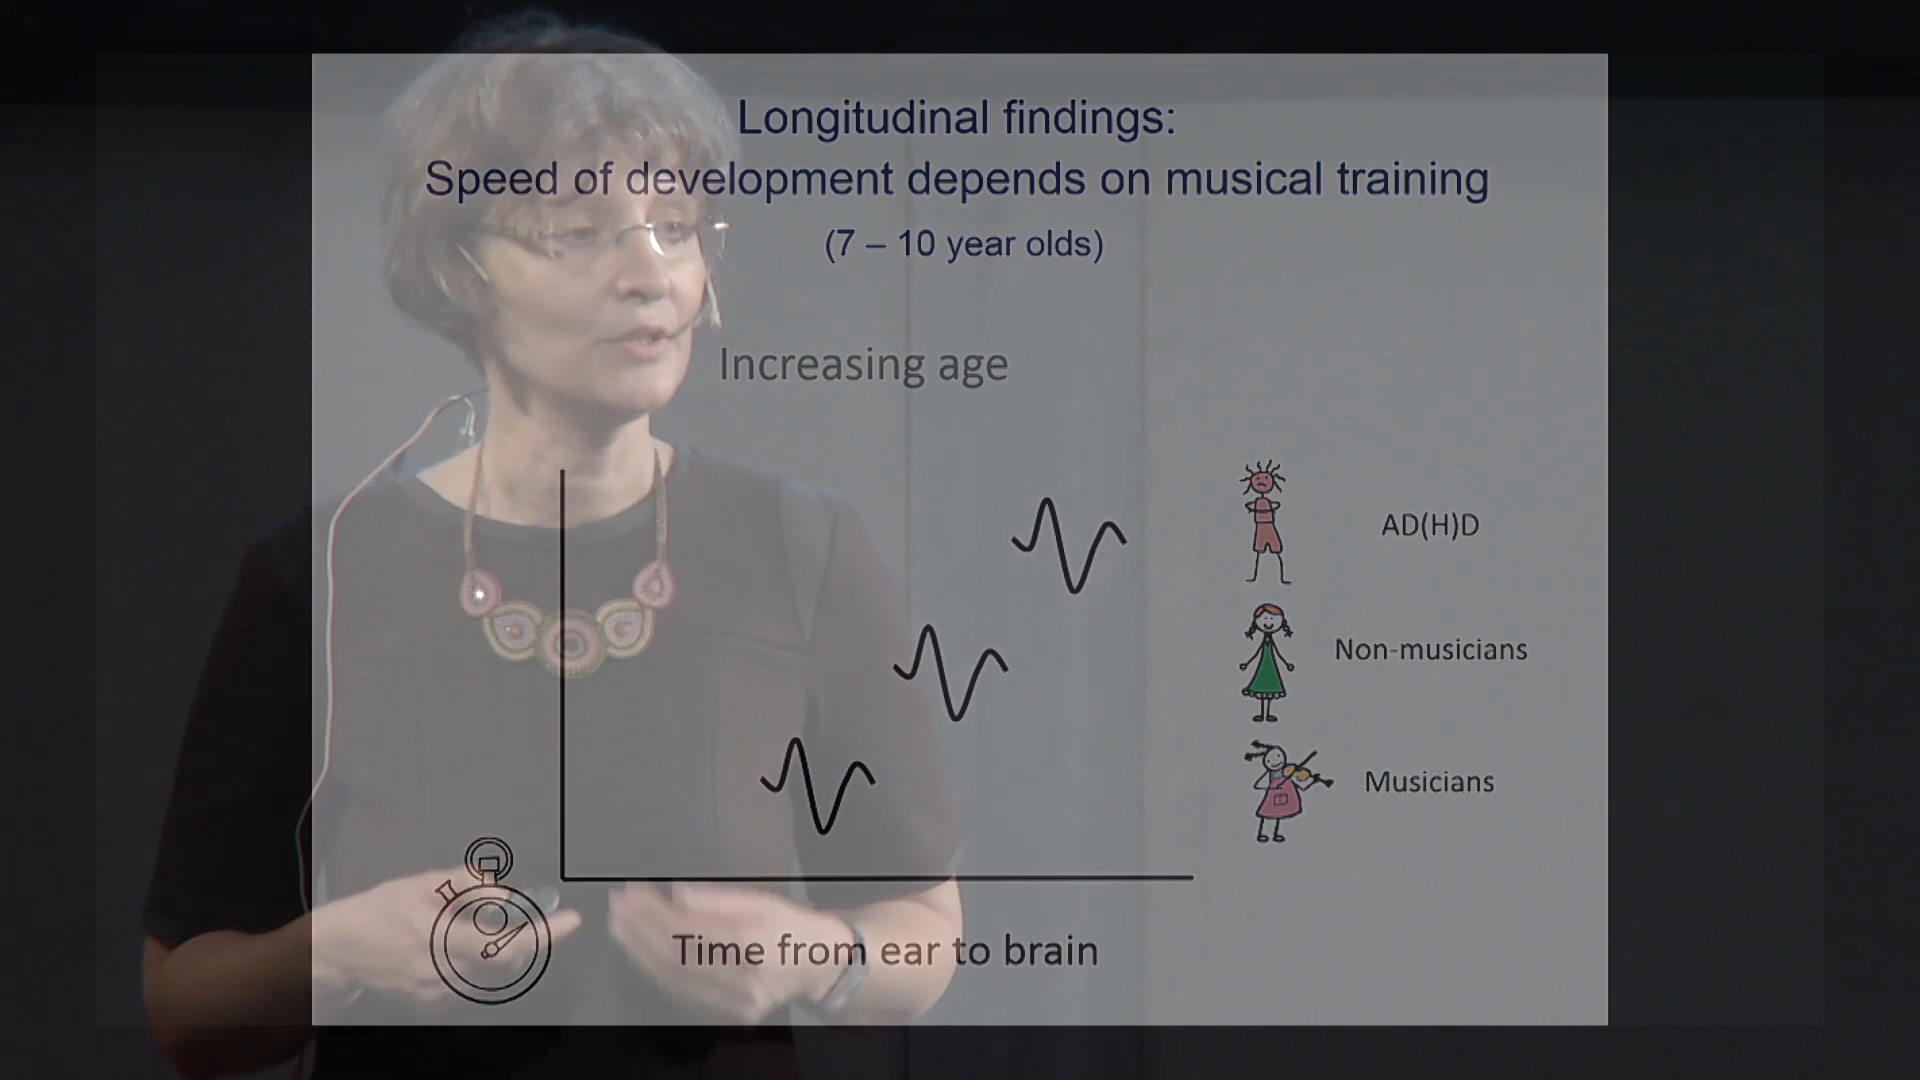 Longitudinal findings:
Speed of development depends on musical training
(7 – 10 year olds)
Increasing age
AD(H)D
Non-musicians
Musicians
Time from ear to brain